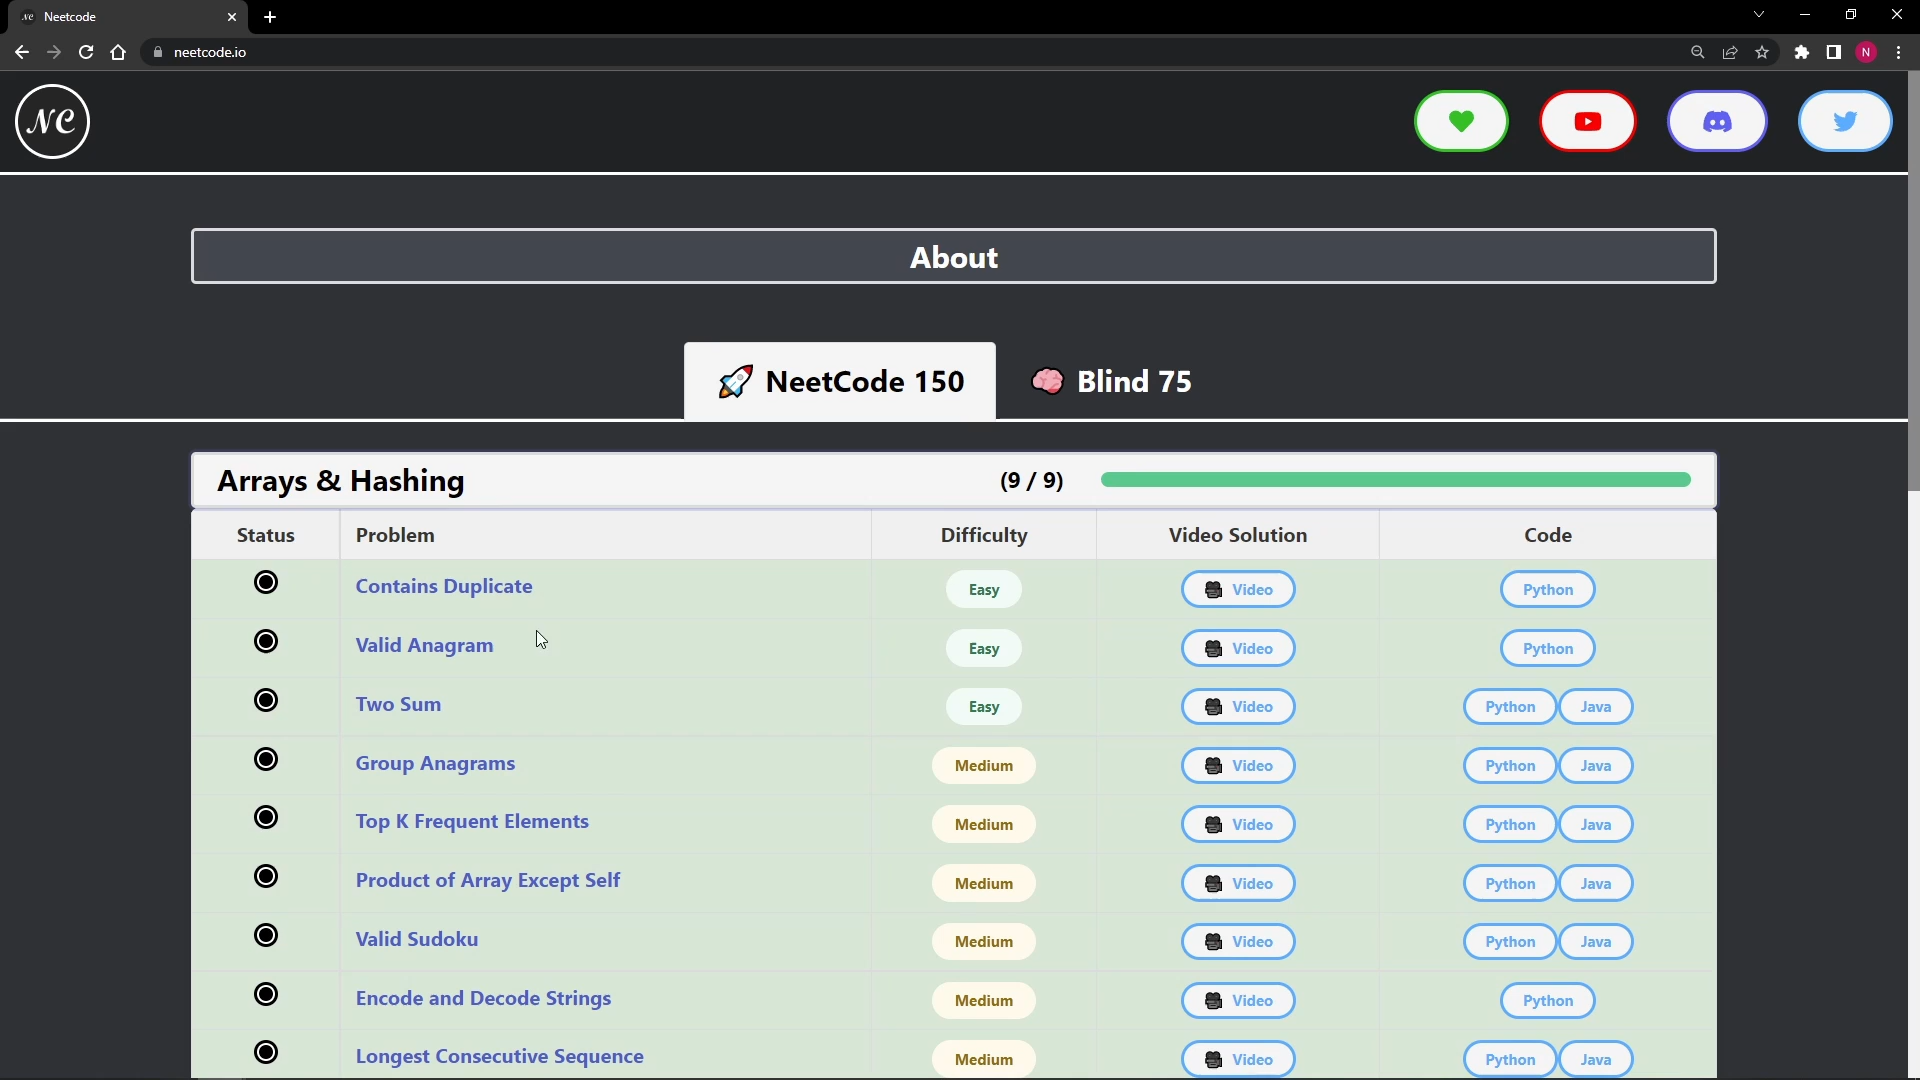 Neetcode
neetcode.io
N
NC
About
NeetCode 150
Blind 75
Arrays & Hashing (9 / 9)
Status Problem Difficulty Video Solution Code
Contains Duplicate Easy Video Python
Valid Anagram Easy Video Python
Two Sum Easy Video Python Java
Group Anagrams Medium Video Python Java
Top K Frequent Elements Medium Video Python Java
Product of Array Except Self Medium Video Python Java
Valid Sudoku Medium Video Python Java
Encode and Decode Strings Medium Video Python
Longest Consecutive Sequence Medium Video Python Java